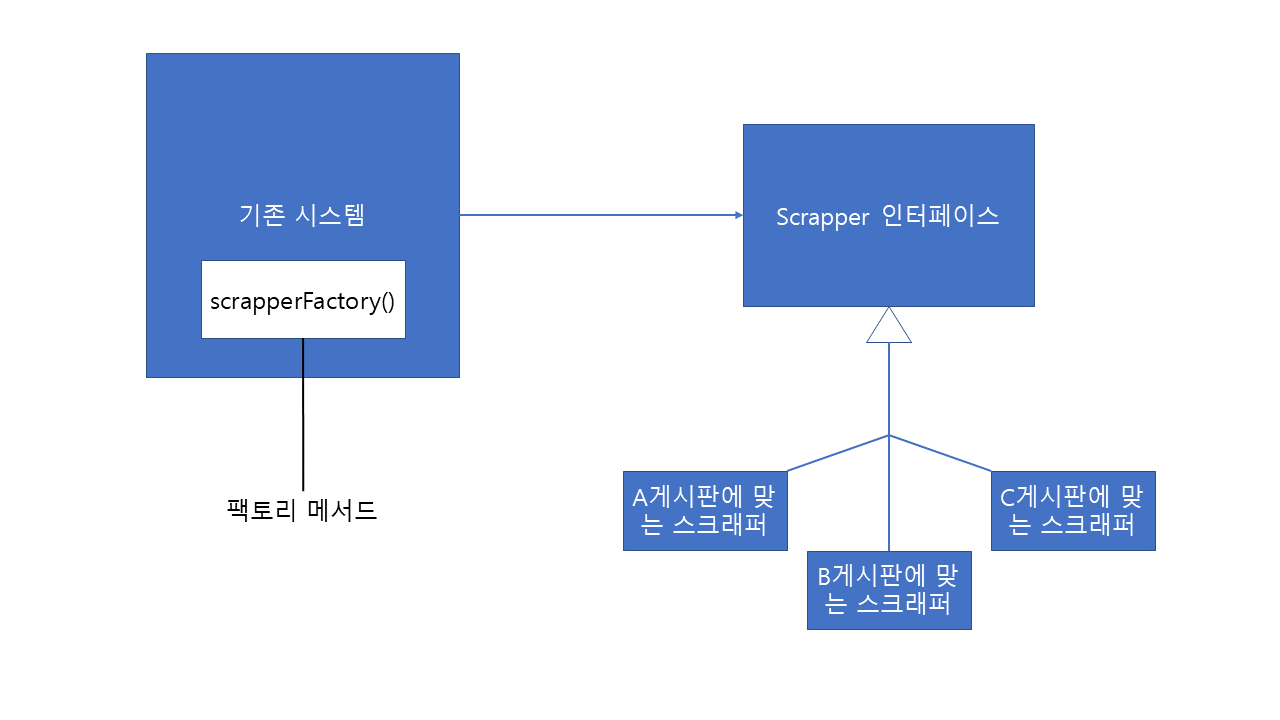 기존 시스템
scrapperFactory()
팩토리 메서드
Scrapper 인터페이스
A게시판에 맞
는 스크래퍼
B게시판에 맞
는 스크래퍼
C게시판에 맞
는 스크래퍼